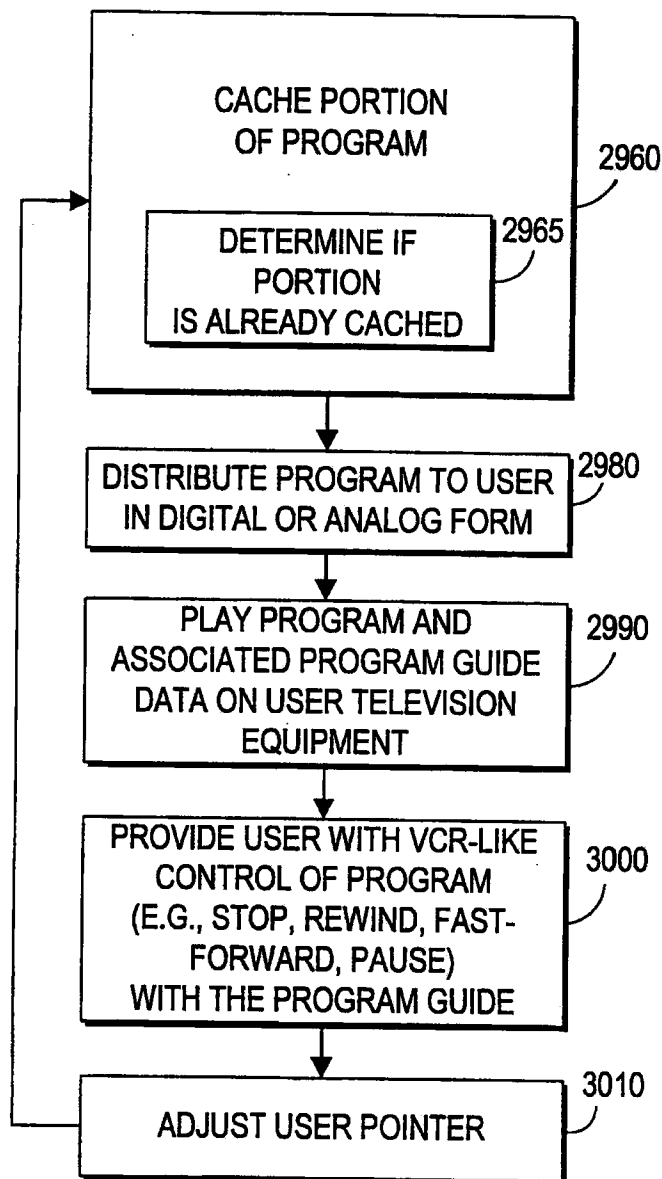 CACHE PORTION
OF PROGRAM
2960
DETERMINE IF
PORTION
IS ALREADY CACHED
2965
DISTRIBUTE PROGRAM TO USER
IN DIGITAL OR ANALOG FORM
2980
PLAY PROGRAM AND
ASSOCIATED PROGRAM GUIDE
DATA ON USER TELEVISION
EQUIPMENT
2990
PROVIDE USER WITH VCR-LIKE
CONTROL OF PROGRAM
(E.G., STOP, REWIND, FAST-
FORWARD, PAUSE)
WITH THE PROGRAM GUIDE
3000
ADJUST USER POINTER
3010